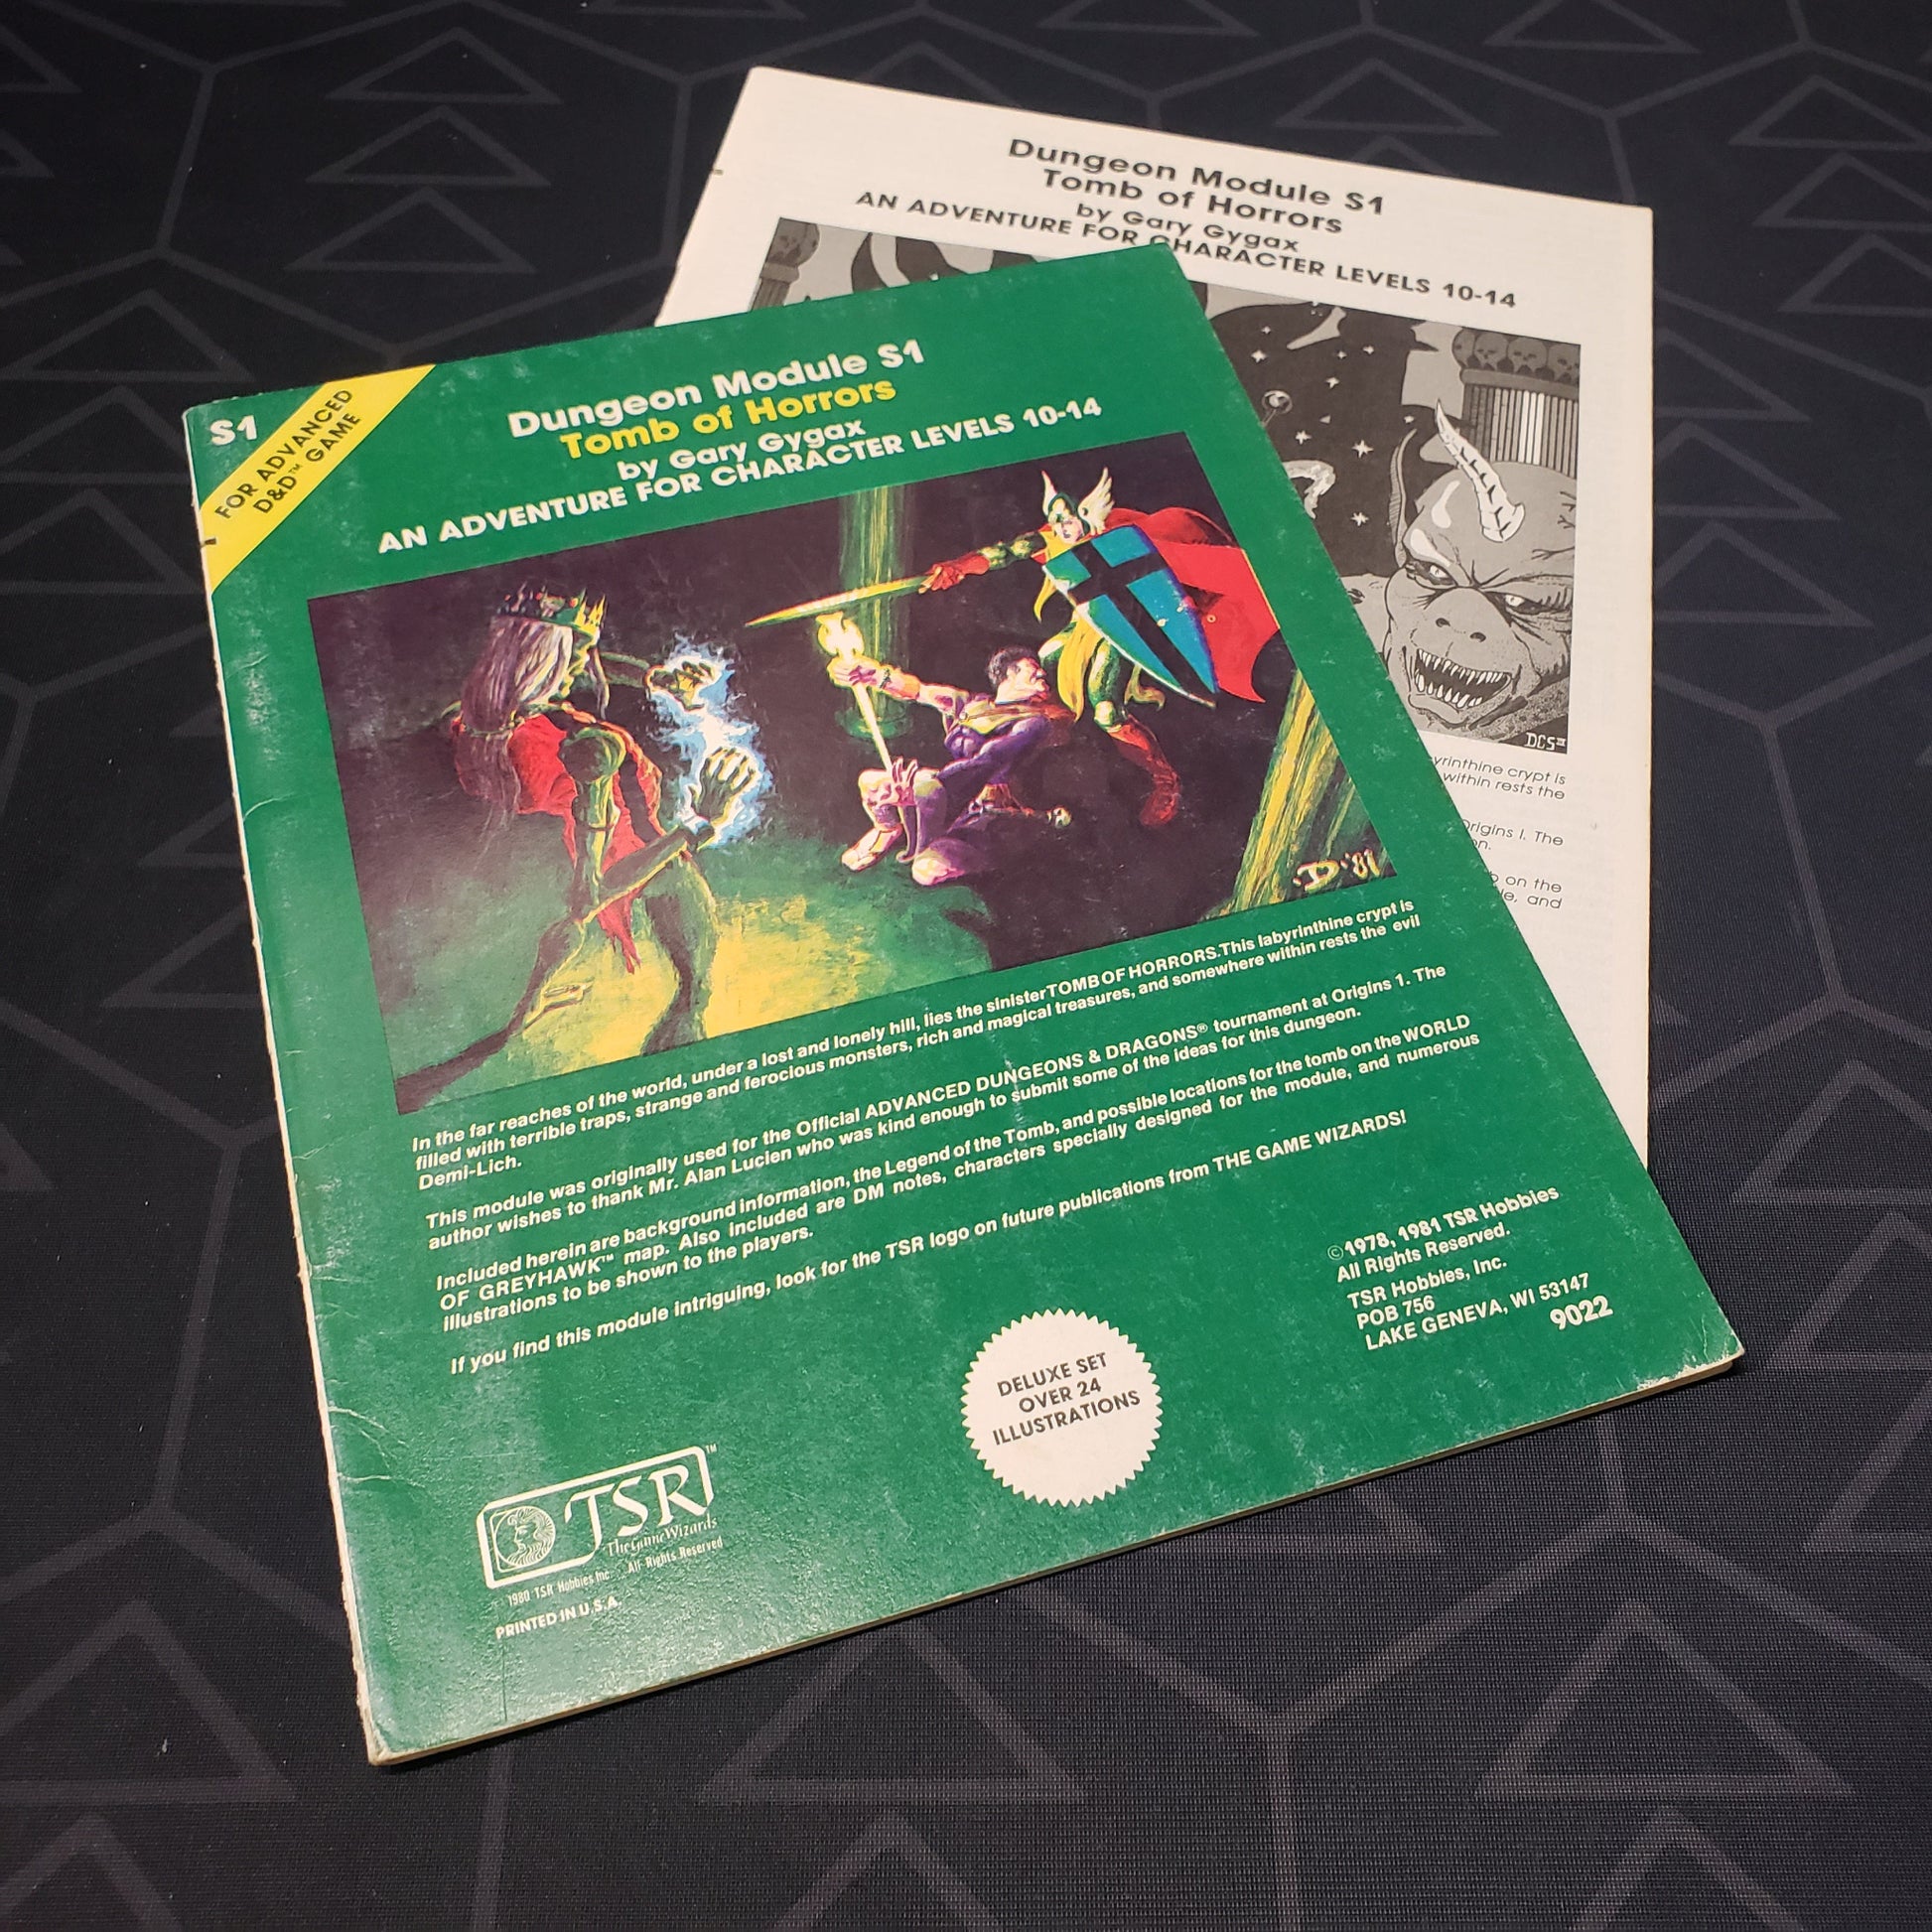 Dungeon Module S1
Tomb of Horrors
by Gary Gygax
AN ADVENTURE FOR CHARACTER LEVELS 10-14
DCS III
yrinthine crypt is
within rests the
Origins I. The
on.
b on the
le, and
S1
FOR ADVANCED
D&D™ GAME
Dungeon Module S1
Tomb of Horrors
by Gary Gygax
AN ADVENTURE FOR CHARACTER LEVELS 10-14
D '81
In the far reaches of the world, under a lost and lonely hill, lies the sinister TOMB OF HORRORS. This labyrinthine crypt is
filled with terrible traps, strange and ferocious monsters, rich and magical treasures, and somewhere within rests the evil
Demi-Lich.
This module was originally used for the Official ADVANCED DUNGEONS & DRAGONS® tournament at Origins 1. The
author wishes to thank Mr. Alan Lucien who was kind enough to submit some of the ideas for this dungeon.
Included herein are background information, the Legend of the Tomb, and possible locations for the tomb on the WORLD
OF GREYHAWK™ map. Also included are DM notes, characters specially designed for the module, and numerous
illustrations to be shown to the players.
If you find this module intriguing, look for the TSR logo on future publications from THE GAME WIZARDS!
©1978, 1981 TSR Hobbies
All Rights Reserved.
TSR Hobbies, Inc.
POB 756
LAKE GENEVA, WI 53147
9022
DELUXE SET
OVER 24
ILLUSTRATIONS
TSR™
The Game Wizards
1980 TSR Hobbies Inc. All Rights Reserved
PRINTED IN U.S.A.